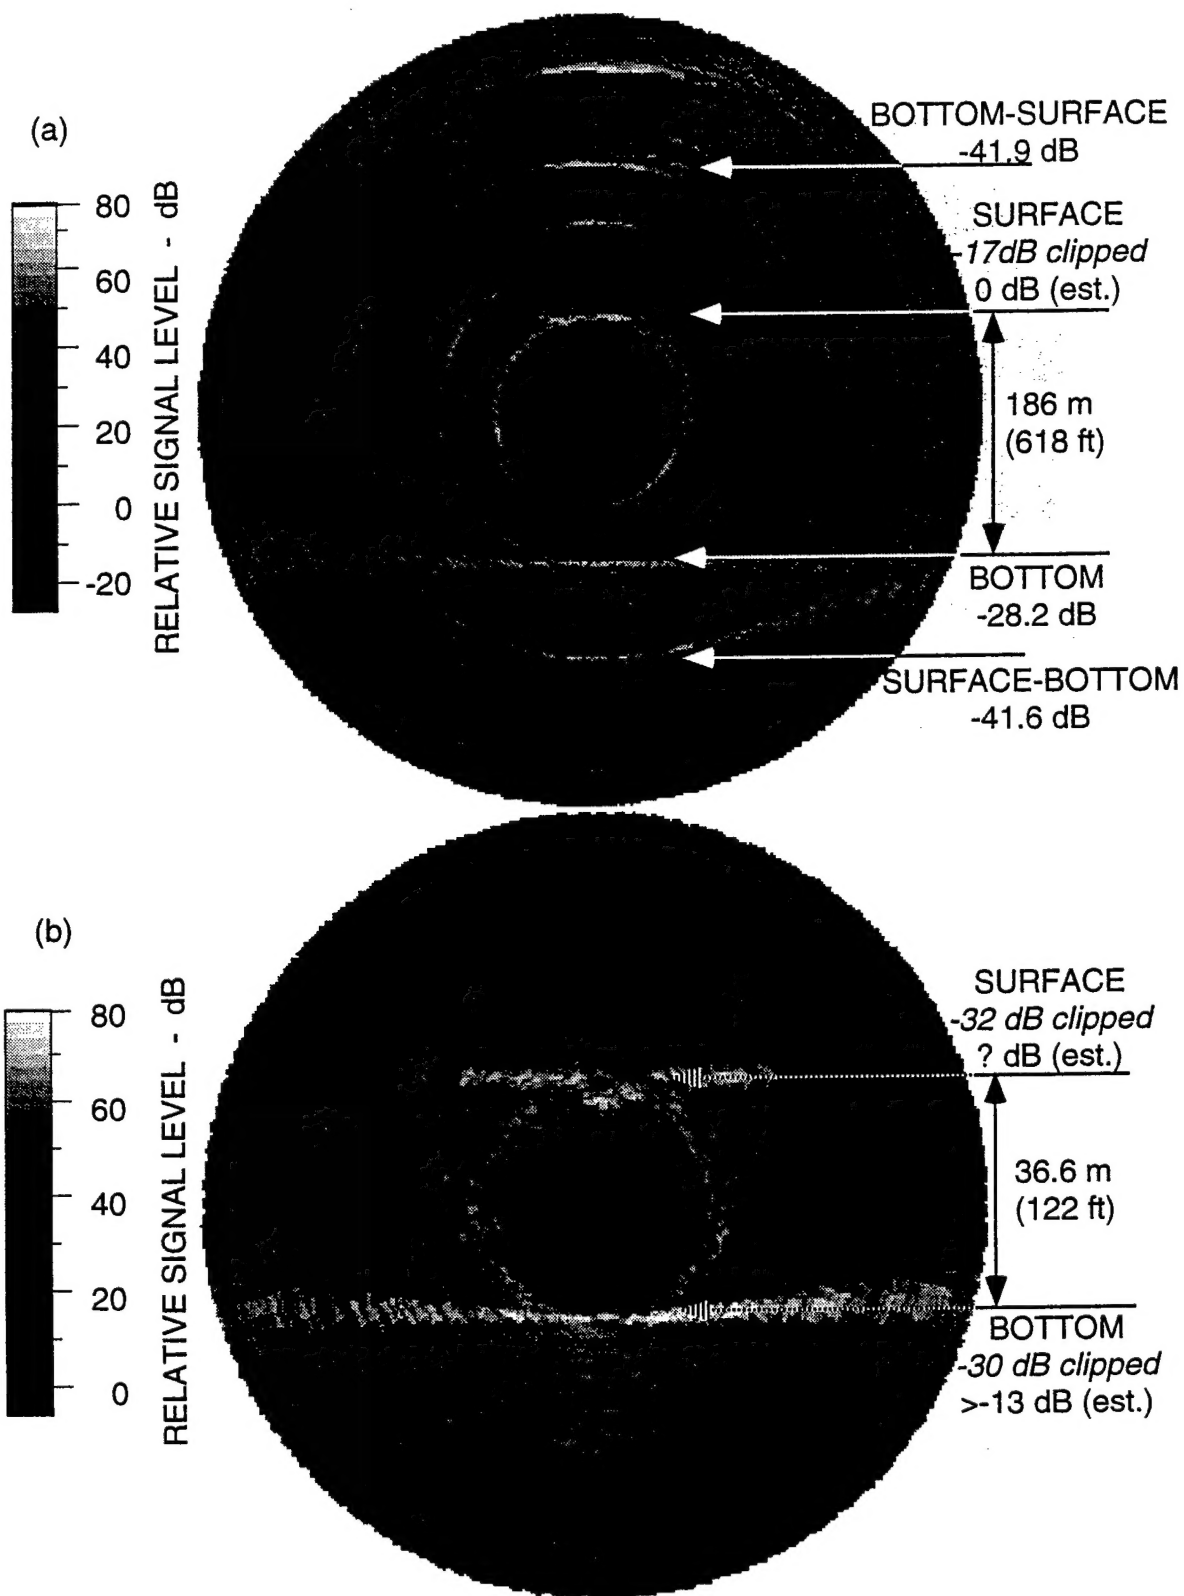 (a)
BOTTOM-SURFACE
-41.9 dB
SURFACE
-17dB clipped
0 dB (est.)
80
60
40
20
0
-20
RELATIVE SIGNAL LEVEL - dB
186 m
(618 ft)
BOTTOM
-28.2 dB
SURFACE-BOTTOM
-41.6 dB
(b)
SURFACE
-32 dB clipped
? dB (est.)
80
60
40
20
0
RELATIVE SIGNAL LEVEL - dB
36.6 m
(122 ft)
BOTTOM
-30 dB clipped
>-13 dB (est.)